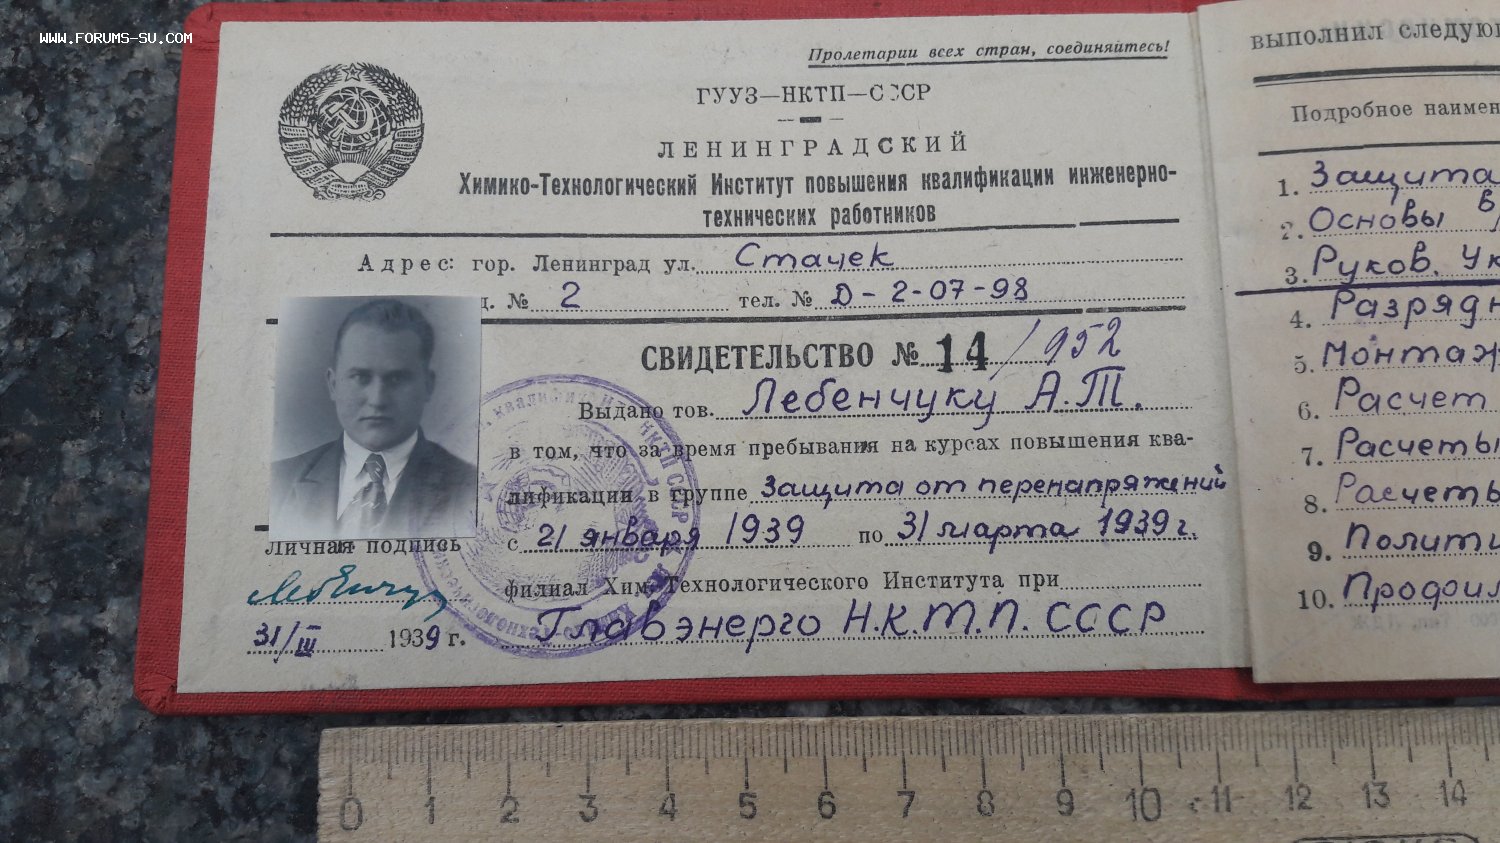 www.forums-su.com
Пролетарии всех стран, соединяйтесь!
ГУУЗ—НКТП—СССР
ЛЕНИНГРАДСКИЙ
Химико-Технологический Институт повышения квалификации инженерно-
технических работников
Адрес: гор. Ленинград ул. Стачек
д. № 2 тел. № Д-2-07-98
СВИДЕТЕЛЬСТВО № 14/952
Выдано тов. Лебенчуку А.Т.
в том, что за время пребывания на курсах повышения ква-
лификации в группе Защита от перенапряжений
с 21 января 1939 по 31 марта 1939 г.
филиал Хим. Технологического Института при
Главэнерго Н.К.Т.П. СССР
Личная подпись
31/III 1939 г.
НКТП СССР
выполнил следую
Подробное наимен
1. Защита
2. Основы
3. Руков. Ук
4. Разрядн
5. Монтаж
6. Расчет
7. Расчеты
8. Расчеты
9. Полити
10. Профил
0 1 2 3 4 5 6 7 8 9 10 11 12 13 14